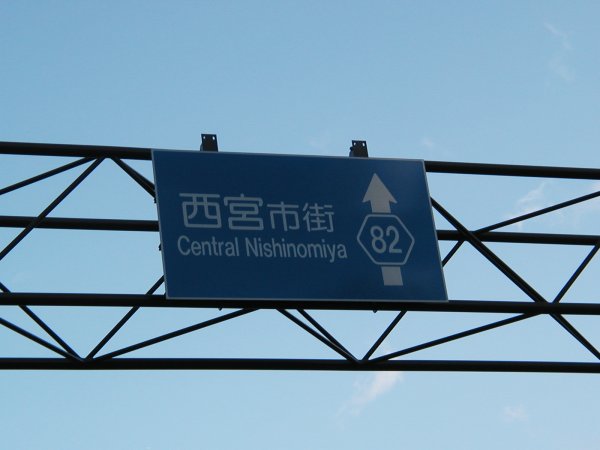 西宮市街
Central Nishinomiya
82